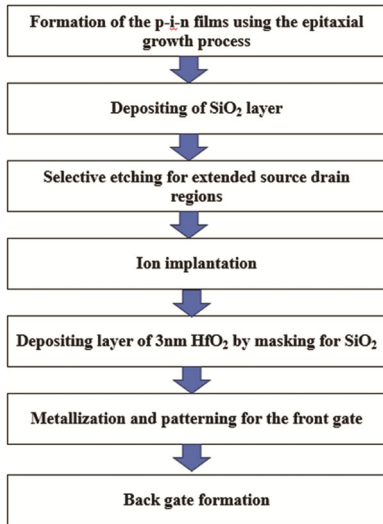 Formation of the p-i-n films using the epitaxial
growth process
Depositing of SiO₂ layer
Selective etching for extended source drain
regions
Ion implantation
Depositing layer of 3nm HfO₂ by masking for SiO₂
Metallization and patterning for the front gate
Back gate formation